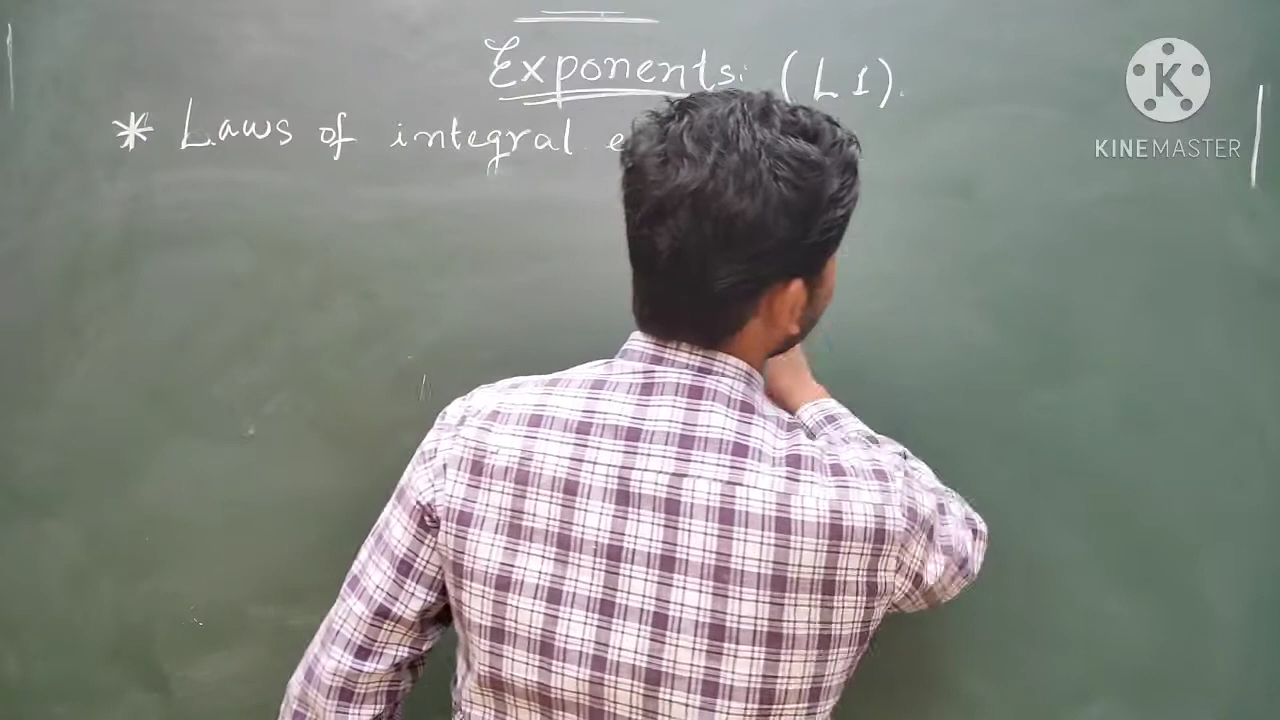 Exponents: (L1).
* Laws of integral
K
KINEMASTER